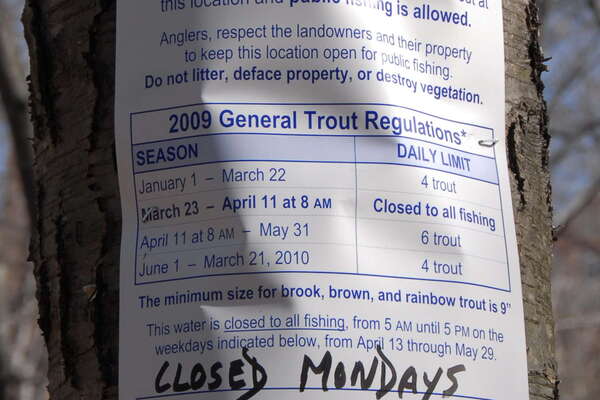 this location and public fishing is allowed.
Anglers, respect the landowners and their property
to keep this location open for public fishing.
Do not litter, deface property, or destroy vegetation.
2009 General Trout Regulations*
SEASON DAILY LIMIT
January 1 – March 22 4 trout
March 23 – April 11 at 8 AM Closed to all fishing
April 11 at 8 AM – May 31 6 trout
June 1 – March 21, 2010 4 trout
The minimum size for brook, brown, and rainbow trout is 9"
This water is closed to all fishing, from 5 AM until 5 PM on the
weekdays indicated below, from April 13 through May 29.
CLOSED MONDAYS